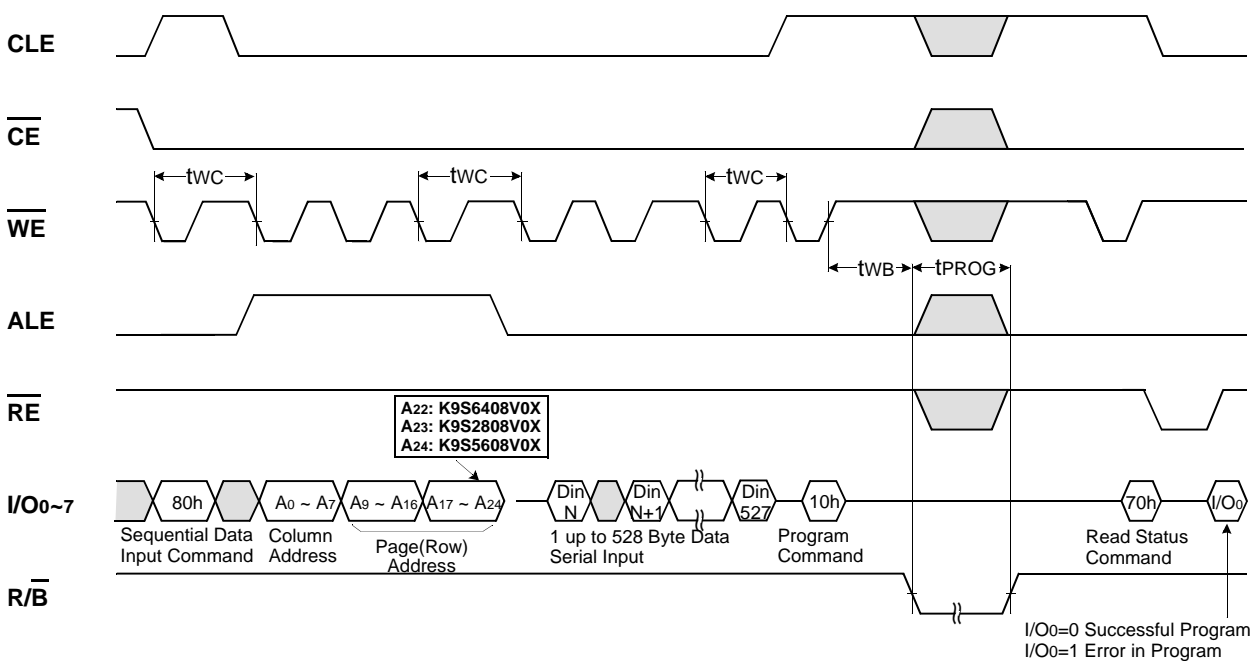 CLE
CE
tWC
tWC
tWC
WE
tWB
tPROG
ALE
RE
A22: K9S6408V0X
A23: K9S2808V0X
A24: K9S5608V0X
I/O0~7
80h
A0 ~ A7
A9 ~ A16
A17 ~ A24
Din
N
Din
N+1
Din
527
10h
70h
I/O0
Sequential Data
Input Command
Column
Address
Page(Row)
Address
1 up to 528 Byte Data
Serial Input
Program
Command
Read Status
Command
R/B
I/O0=0 Successful Program
I/O0=1 Error in Program